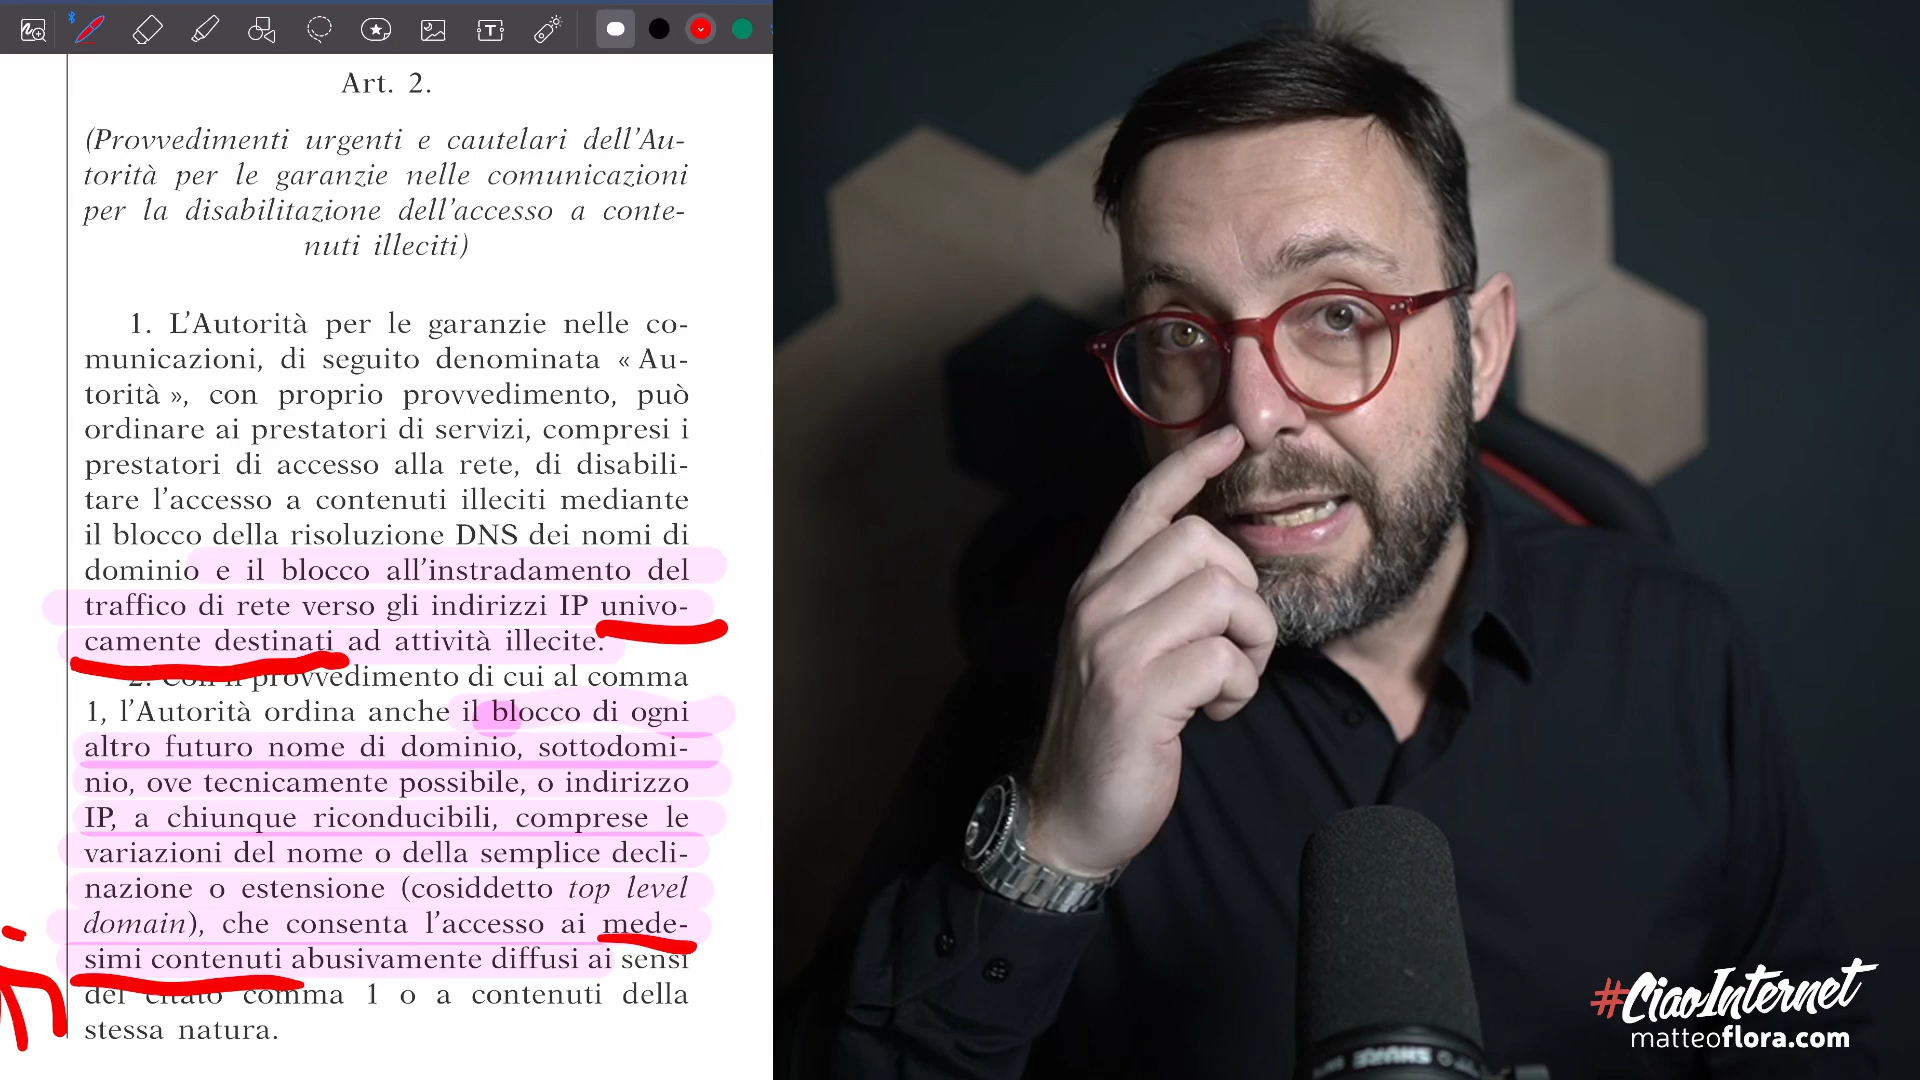 Art. 2.
(Provvedimenti urgenti e cautelari dell'Au-
torità per le garanzie nelle comunicazioni
per la disabilitazione dell'accesso a conte-
nuti illeciti)
1. L'Autorità per le garanzie nelle co-
municazioni, di seguito denominata « Au-
torità », con proprio provvedimento, può
ordinare ai prestatori di servizi, compresi i
prestatori di accesso alla rete, di disabili-
tare l'accesso a contenuti illeciti mediante
il blocco della risoluzione DNS dei nomi di
dominio e il blocco all'instradamento del
traffico di rete verso gli indirizzi IP univo-
camente destinati ad attività illecite.
2. Con il provvedimento di cui al comma
1, l'Autorità ordina anche il blocco di ogni
altro futuro nome di dominio, sottodomi-
nio, ove tecnicamente possibile, o indirizzo
IP, a chiunque riconducibili, comprese le
variazioni del nome o della semplice decli-
nazione o estensione (cosiddetto top level
domain), che consenta l'accesso ai mede-
simi contenuti abusivamente diffusi ai sensi
del citato comma 1 o a contenuti della
stessa natura.
#CiaoInternet
matteoflora.com
SHURE